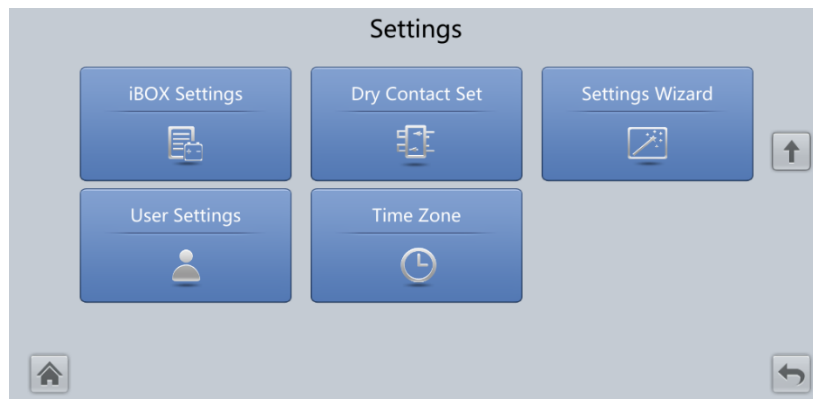 Settings
iBOX Settings
Dry Contact Set
Settings Wizard
User Settings
Time Zone